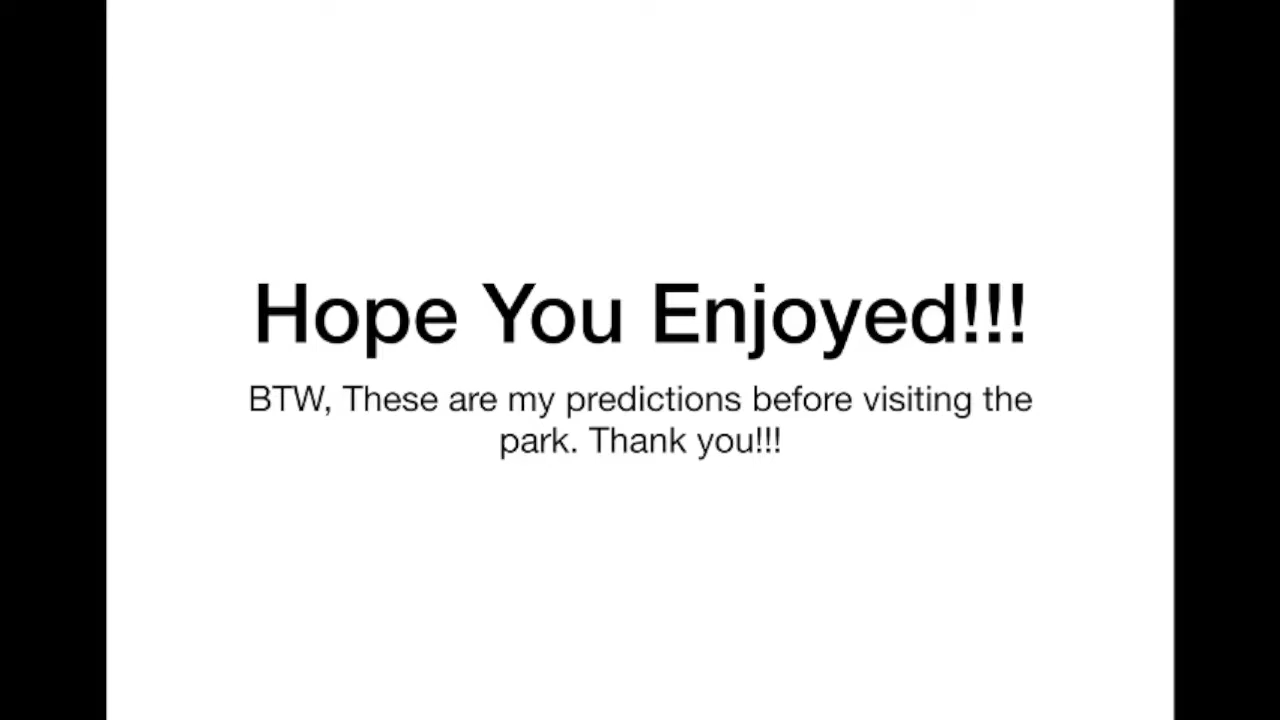 Hope You Enjoyed!!!
BTW, These are my predictions before visiting the
park. Thank you!!!